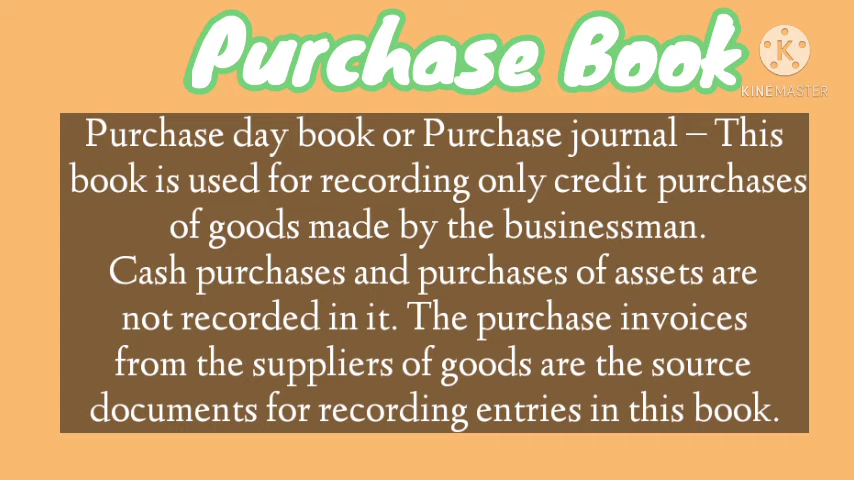 Purchase Book
KINEMASTER
Purchase day book or Purchase journal – This
book is used for recording only credit purchases
of goods made by the businessman.
Cash purchases and purchases of assets are
not recorded in it. The purchase invoices
from the suppliers of goods are the source
documents for recording entries in this book.